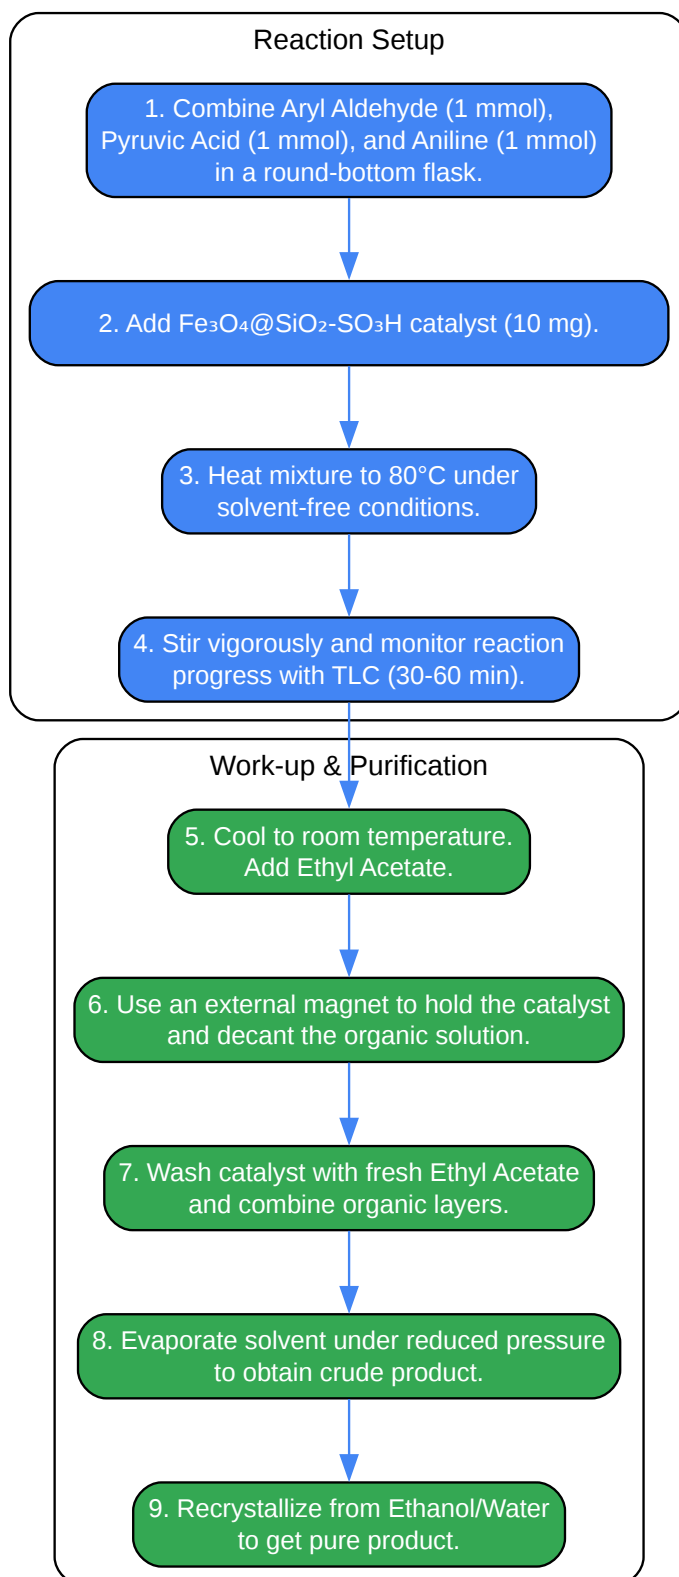 Reaction Setup
1. Combine Aryl Aldehyde (1 mmol),
Pyruvic Acid (1 mmol), and Aniline (1 mmol)
in a round-bottom flask.
2. Add Fe₃O₄@SiO₂-SO₃H catalyst (10 mg).
3. Heat mixture to 80°C under
solvent-free conditions.
4. Stir vigorously and monitor reaction
progress with TLC (30-60 min).
Work-up & Purification
5. Cool to room temperature.
Add Ethyl Acetate.
6. Use an external magnet to hold the catalyst
and decant the organic solution.
7. Wash catalyst with fresh Ethyl Acetate
and combine organic layers.
8. Evaporate solvent under reduced pressure
to obtain crude product.
9. Recrystallize from Ethanol/Water
to get pure product.